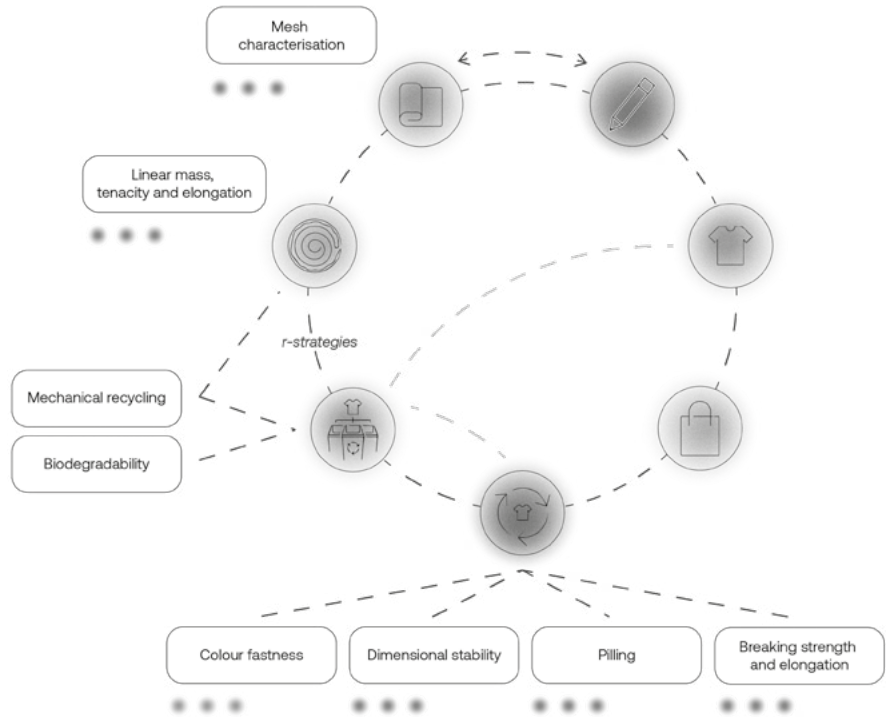 Mesh
characterisation
Linear mass,
tenacity and elongation
r-strategies
Mechanical recycling
Biodegradability
Colour fastness
Dimensional stability
Pilling
Breaking strength
and elongation